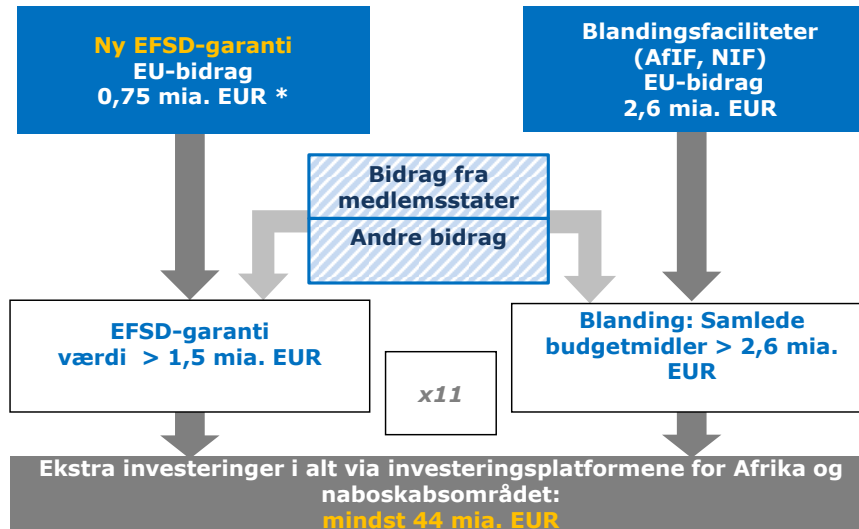 Ny EFSD-garanti
EU-bidrag
0,75 mia. EUR *
Blandingsfaciliteter
(AfIF, NIF)
EU-bidrag
2,6 mia. EUR
Bidrag fra
medlemsstater
Andre bidrag
EFSD-garanti
værdi > 1,5 mia. EUR
Blanding: Samlede
budgetmidler > 2,6 mia.
EUR
x11
Ekstra investeringer i alt via investeringsplatformene for Afrika og
naboskabsområdet:
mindst 44 mia. EUR